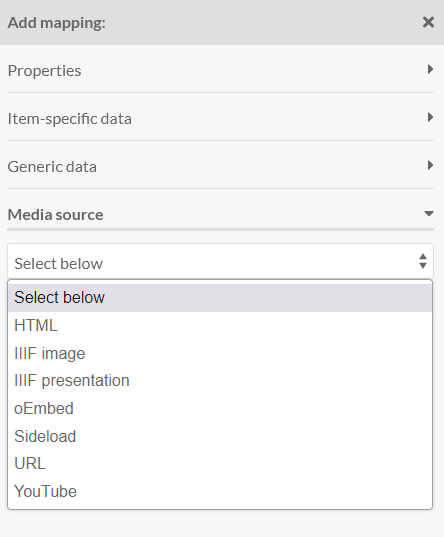 Add mapping:
Properties
Item-specific data
Generic data
Media source
Select below
Select below
HTML
IIIF image
IIIF presentation
oEmbed
Sideload
URL
YouTube